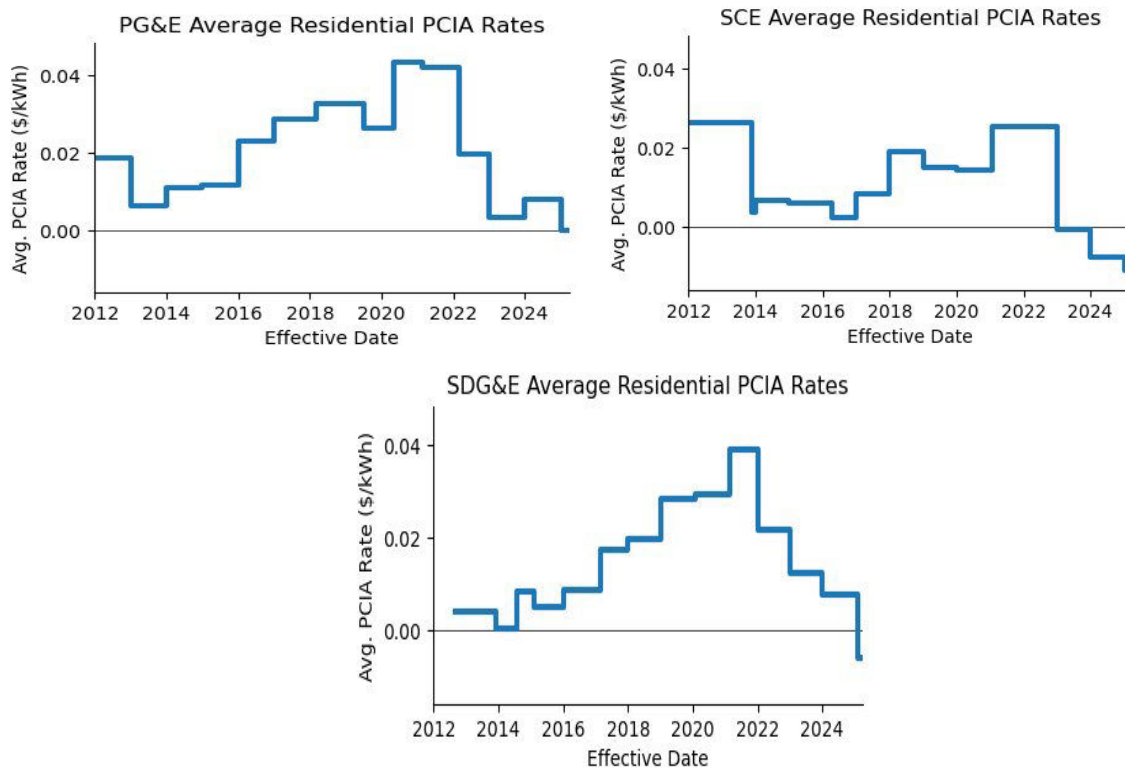 PG&E Average Residential PCIA Rates
Avg. PCIA Rate ($/kWh)
0.04
0.02
0.00
2012 2014 2016 2018 2020 2022 2024
Effective Date
SCE Average Residential PCIA Rates
Avg. PCIA Rate ($/kWh)
0.04
0.02
0.00
2012 2014 2016 2018 2020 2022 2024
Effective Date
SDG&E Average Residential PCIA Rates
Avg. PCIA Rate ($/kWh)
0.04
0.02
0.00
2012 2014 2016 2018 2020 2022 2024
Effective Date